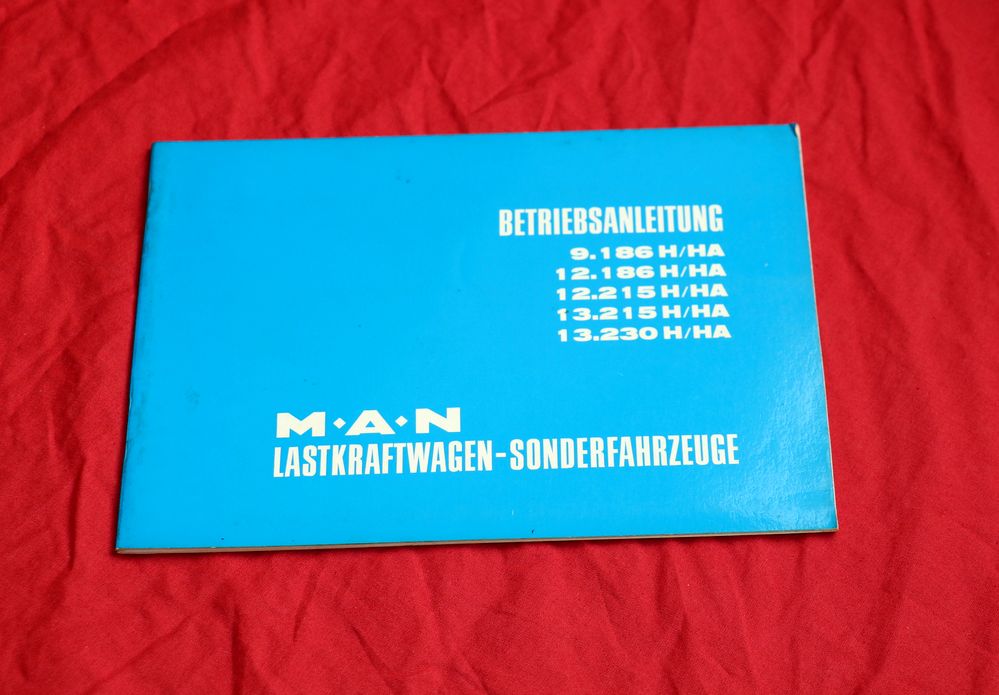 BETRIEBSANLEITUNG
9.186 H/HA
12.186 H/HA
12.215 H/HA
13.215 H/HA
13.230 H/HA
M·A·N
LASTKRAFTWAGEN-SONDERFAHRZEUGE